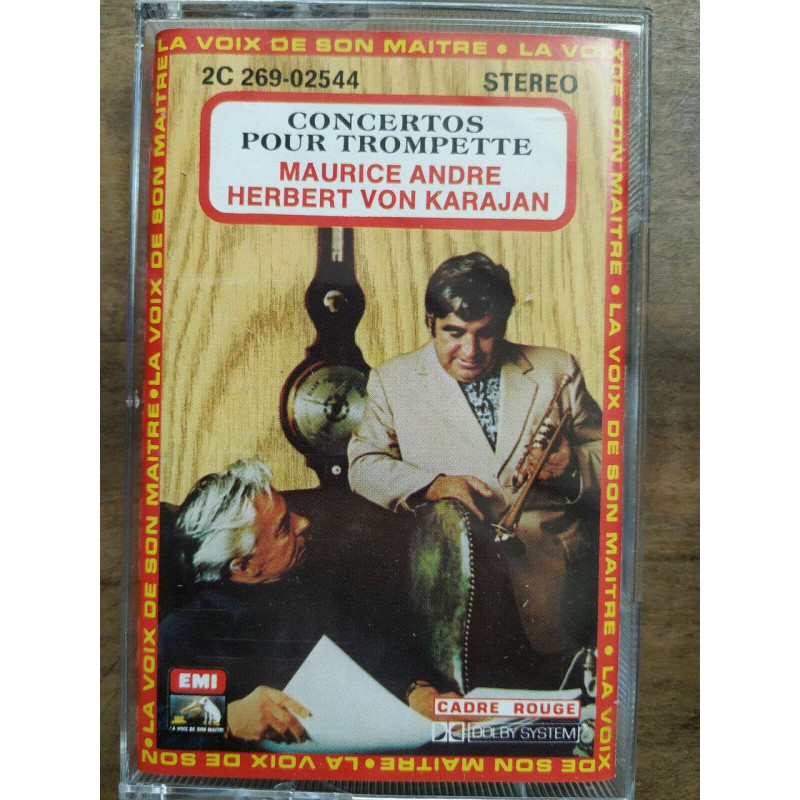 LA VOIX DE SON MAITRE • LA VOIX
DE SON MAITRE • LA VOIX DE SON MAITRE • LA VOIX
DE SON MAITRE•LA VOIX DE SON MAITRE•LA VOIX DE SON
LA VOIX DE SON MAITRE•LA VOIX DE SON MAITRE
2C 269-02544 STEREO
CONCERTOS
POUR TROMPETTE
MAURICE ANDRE
HERBERT VON KARAJAN
EMI
LA VOIX DE SON MAITRE
CADRE ROUGE
DOLBY SYSTEM